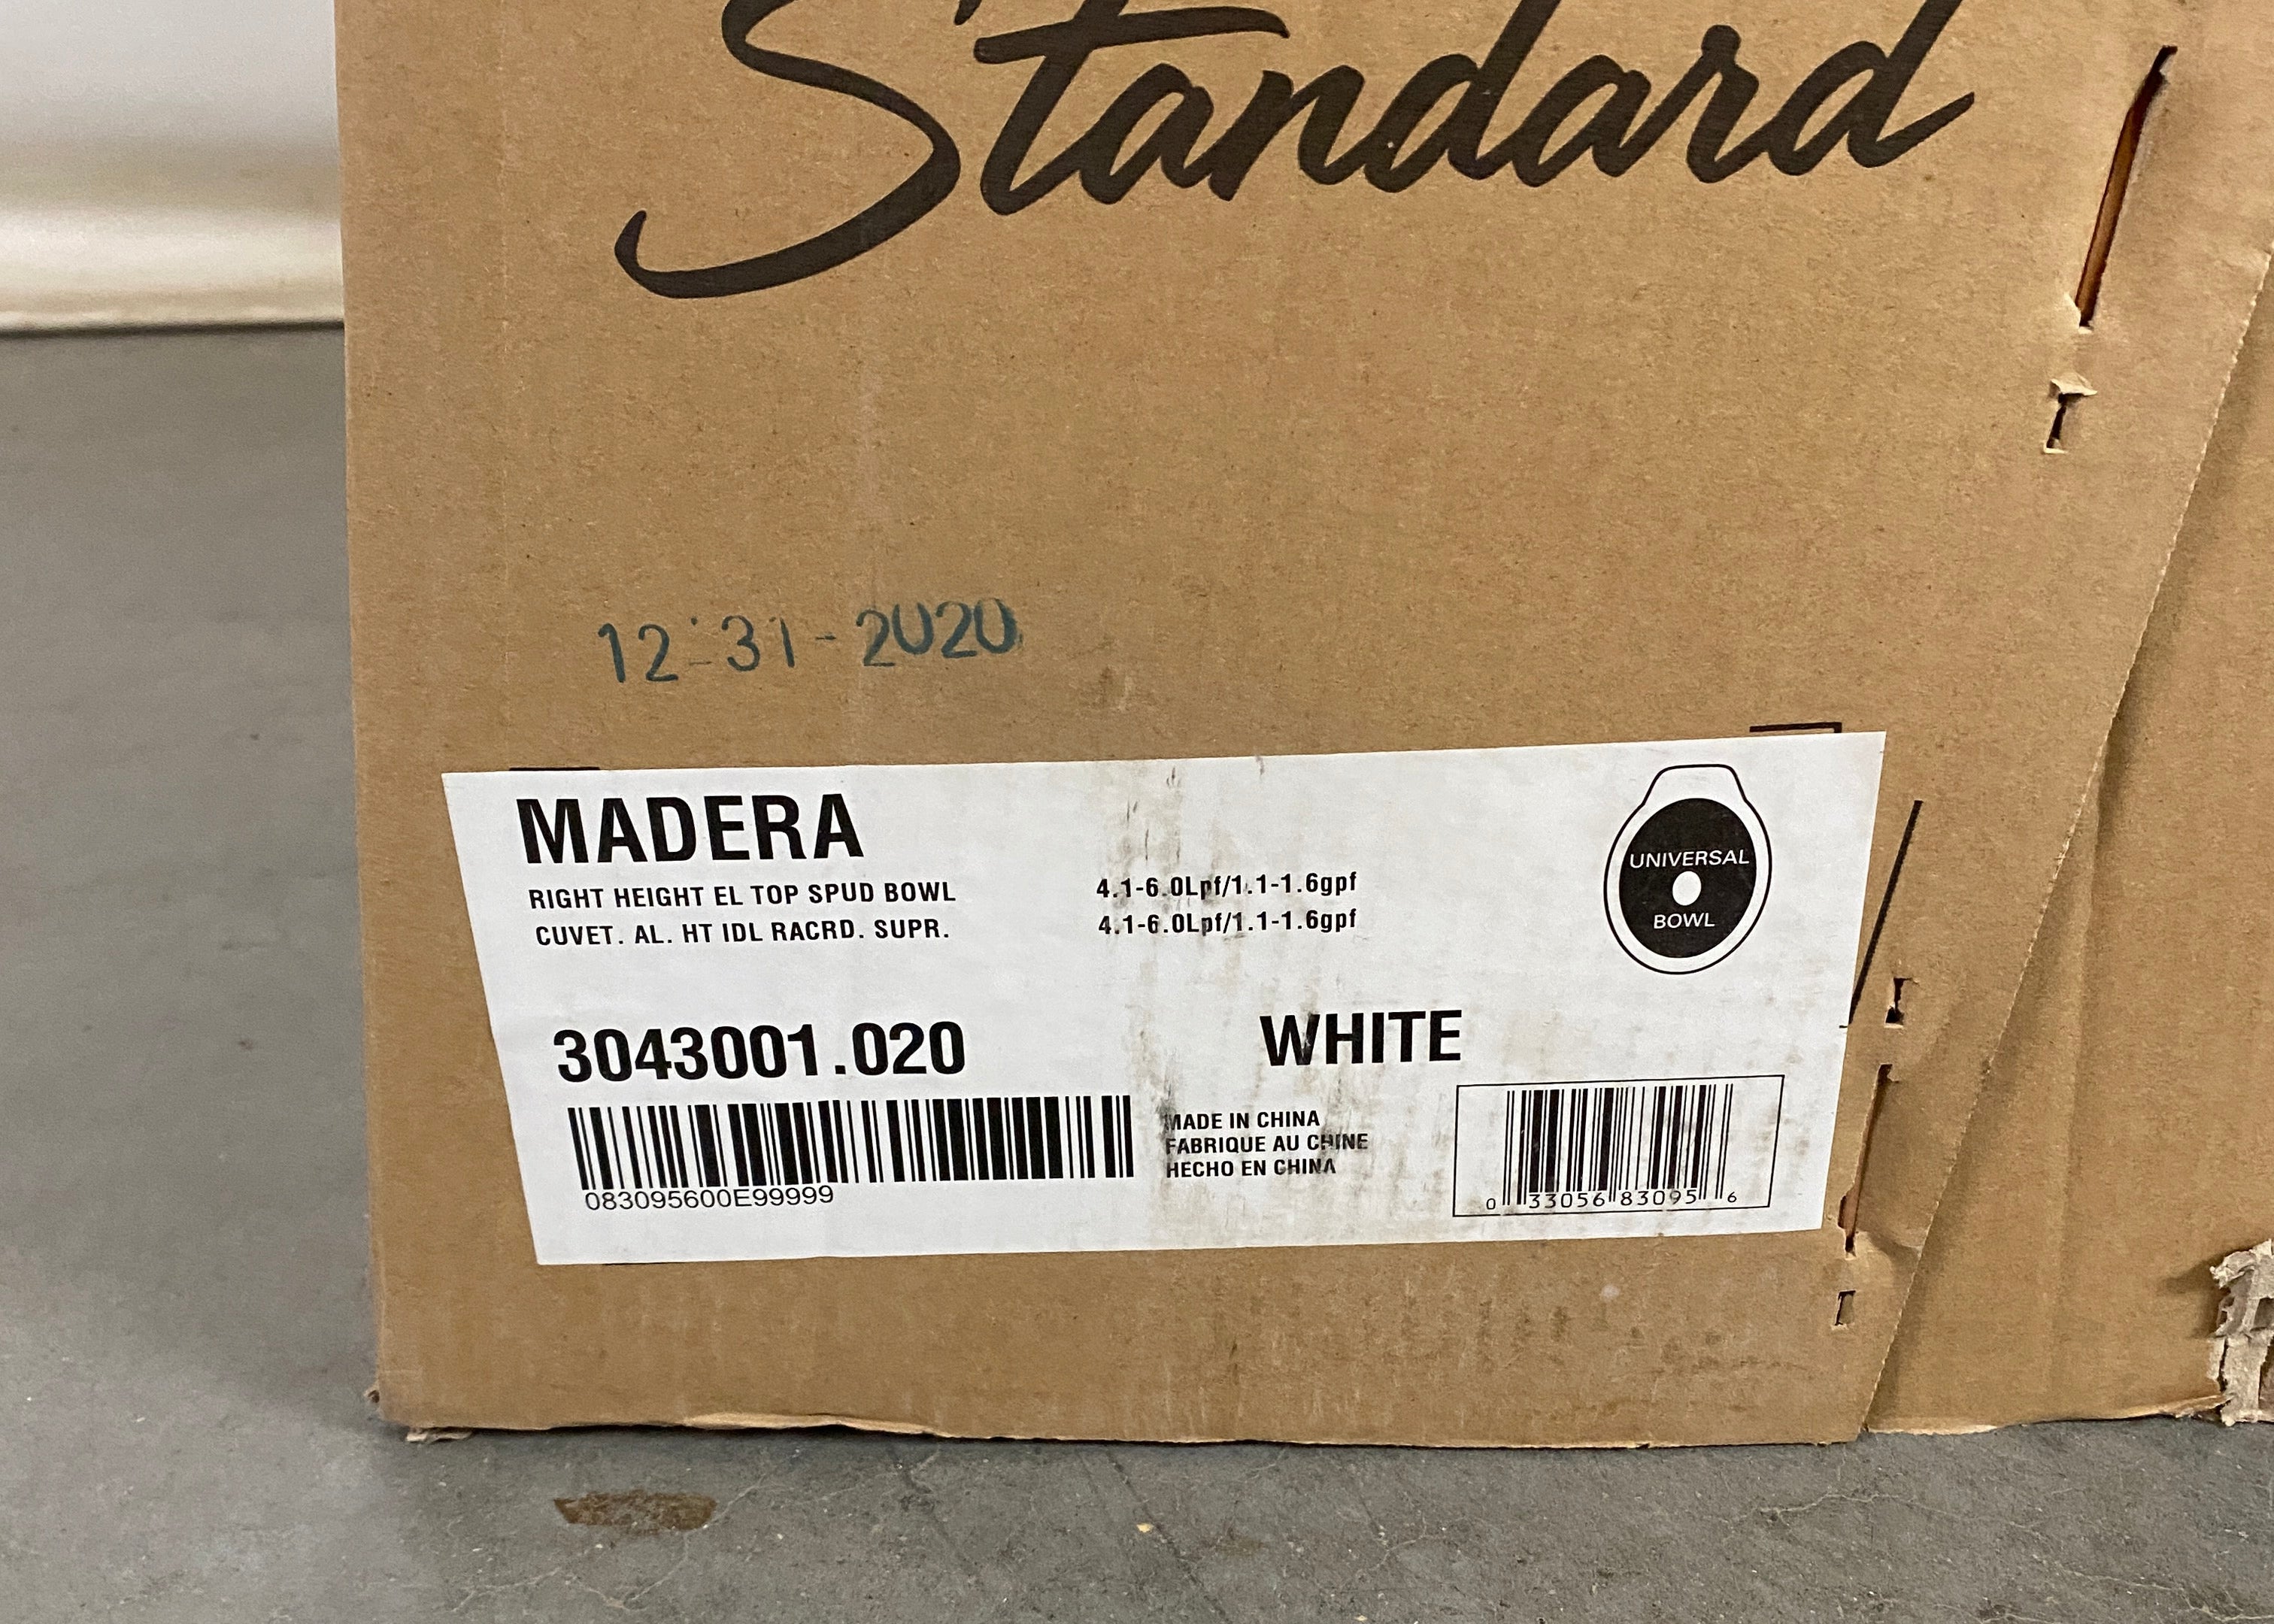 Standard
12-31-2020
MADERA
RIGHT HEIGHT EL TOP SPUD BOWL 4.1-6.0Lpf/1.1-1.6gpf
CUVET. AL. HT IDL RACRD. SUPR. 4.1-6.0Lpf/1.1-1.6gpf
UNIVERSAL
BOWL
3043001.020 WHITE
083095600E99999
MADE IN CHINA
FABRIQUE AU CHINE
HECHO EN CHINA
0 33056 83095 6